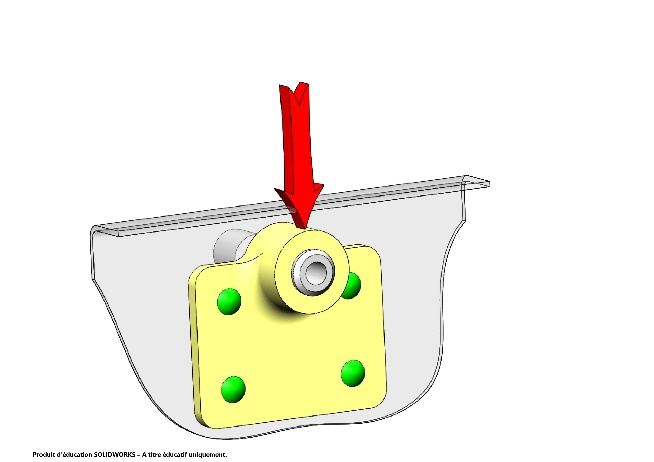 Produit d'éducation SOLIDWORKS – A titre éducatif uniquement.